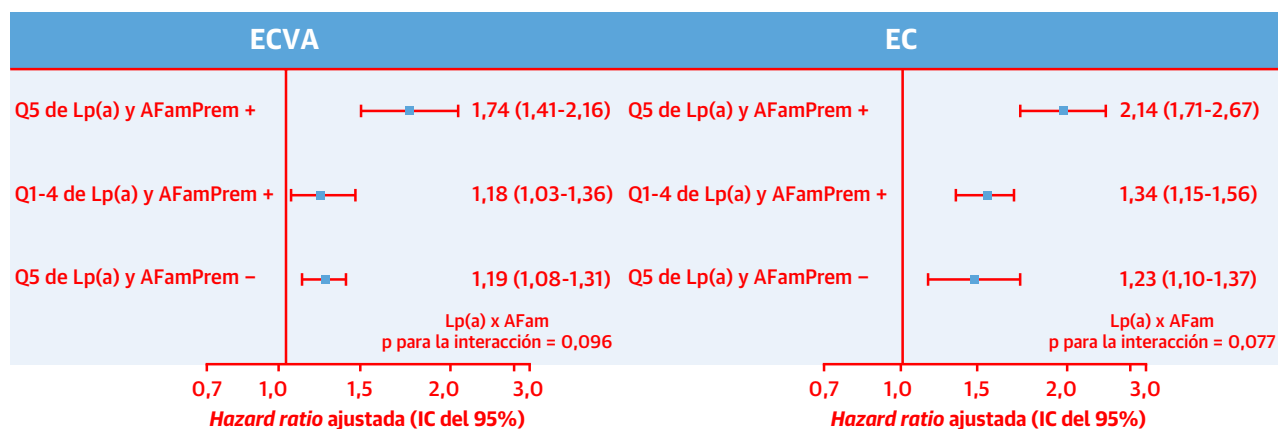 ECVA
Q5 de Lp(a) y AFamPrem +
1,74 (1,41-2,16)
Q1-4 de Lp(a) y AFamPrem +
1,18 (1,03-1,36)
Q5 de Lp(a) y AFamPrem −
1,19 (1,08-1,31)
Lp(a) x AFam
p para la interacción = 0,096
0,7 1,0 1,5 2,0 3,0
Hazard ratio ajustada (IC del 95%)
EC
Q5 de Lp(a) y AFamPrem +
2,14 (1,71-2,67)
Q1-4 de Lp(a) y AFamPrem +
1,34 (1,15-1,56)
Q5 de Lp(a) y AFamPrem −
1,23 (1,10-1,37)
Lp(a) x AFam
p para la interacción = 0,077
0,7 1,0 1,5 2,0 3,0
Hazard ratio ajustada (IC del 95%)